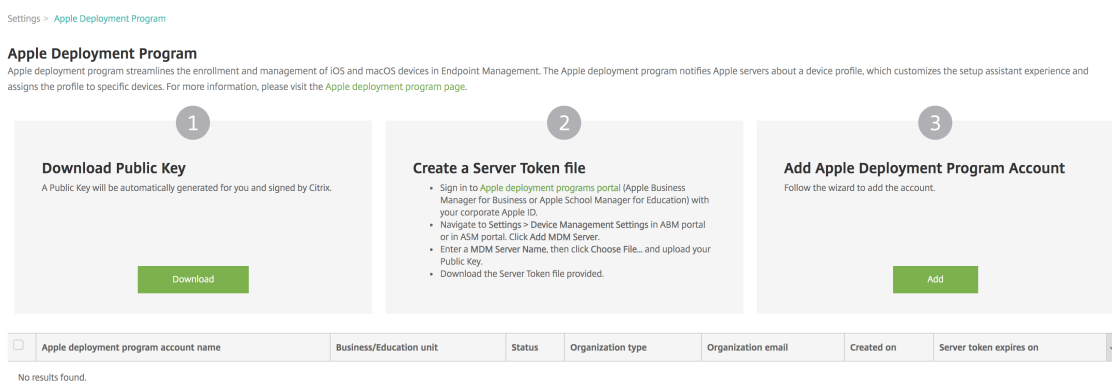 Settings > Apple Deployment Program
Apple Deployment Program
Apple deployment program streamlines the enrollment and management of iOS and macOS devices in Endpoint Management. The Apple deployment program notifies Apple servers about a device profile, which customizes the setup assistant experience and
assigns the profile to specific devices. For more information, please visit the Apple deployment program page.
1
Download Public Key
A Public Key will be automatically generated for you and signed by Citrix.
Download
2
Create a Server Token file
• Sign in to Apple deployment programs portal (Apple Business
Manager for Business or Apple School Manager for Education) with
your corporate Apple ID.
• Navigate to Settings > Device Management Settings in ABM portal
or in ASM portal. Click Add MDM Server.
• Enter a MDM Server Name, then click Choose File... and upload your
Public Key.
• Download the Server Token file provided.
3
Add Apple Deployment Program Account
Follow the wizard to add the account.
Add
Apple deployment program account name Business/Education unit Status Organization type Organization email Created on Server token expires on
No results found.